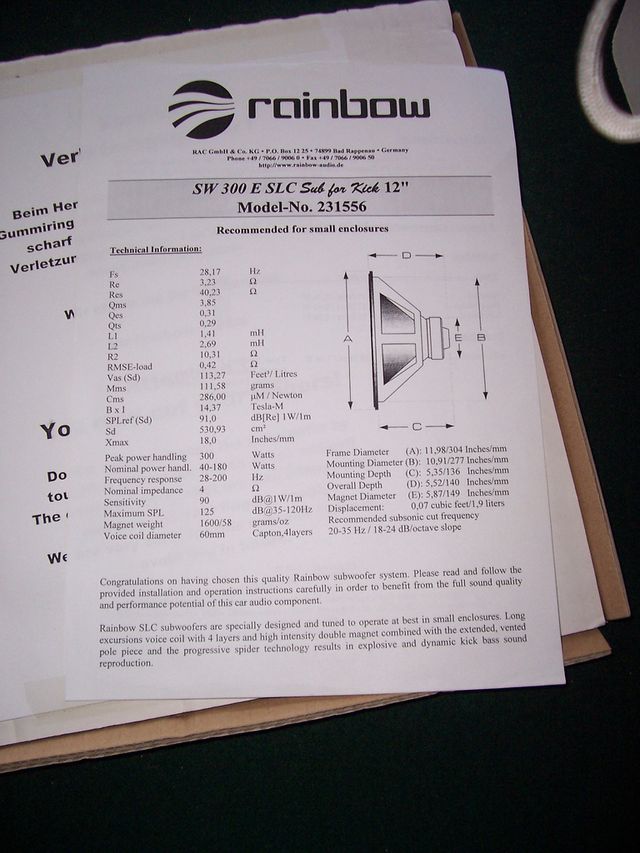 rainbow
RAC GmbH & Co. KG • P.O. Box 12 25 • 74899 Bad Rappenau • Germany
Phone +49 / 7066 / 9006 0 • Fax +49 / 7066 / 9006 50
http://www.rainbow-audio.de
SW 300 E SLC Sub for Kick 12"
Model-No. 231556
Recommended for small enclosures
Technical Information:
Fs 28,17 Hz
Re 3,23 Ω
Res 40,23 Ω
Qms 3,85
Qes 0,31
Qts 0,29
L1 1,41 mH
L2 2,69 mH
R2 10,31 Ω
RMSE-load 0,42 Ω
Vas (Sd) 113,27 Feet³/ Litres
Mms 111,58 grams
Cms 286,00 µM / Newton
B x l 14,37 Tesla-M
SPLref (Sd) 91,0 dB[Re] 1W/1m
Sd 530,93 cm²
Xmax 18,0 Inches/mm
Peak power handling 300 Watts
Nominal power handl. 40-180 Watts
Frequency response 28-200 Hz
Nominal impedance 4 Ω
Sensitivity 90 dB@1W/1m
Maximum SPL 125 dB@35-120Hz
Magnet weight 1600/58 grams/oz
Voice coil diameter 60mm Capton,4layers
D
A
E
B
C
Frame Diameter (A): 11,98/304 Inches/mm
Mounting Diameter (B): 10,91/277 Inches/mm
Mounting Depth (C): 5,35/136 Inches/mm
Overall Depth (D): 5,52/140 Inches/mm
Magnet Diameter (E): 5,87/149 Inches/mm
Displacement: 0,07 cubic feet/1,9 liters
Recommended subsonic cut frequency
20-35 Hz / 18-24 dB/octave slope
Congratulations on having chosen this quality Rainbow subwoofer system. Please read and follow the
provided installation and operation instructions carefully in order to benefit from the full sound quality
and performance potential of this car audio component.
Rainbow SLC subwoofers are specially designed and tuned to operate at best in small enclosures. Long
excursions voice coil with 4 layers and high intensity double magnet combined with the extended, vented
pole piece and the progressive spider technology results in explosive and dynamic kick bass sound
reproduction.
Ver
Beim Her
Gummiring
scharf
Verletzur
W
Yo
Do
tou
The
We